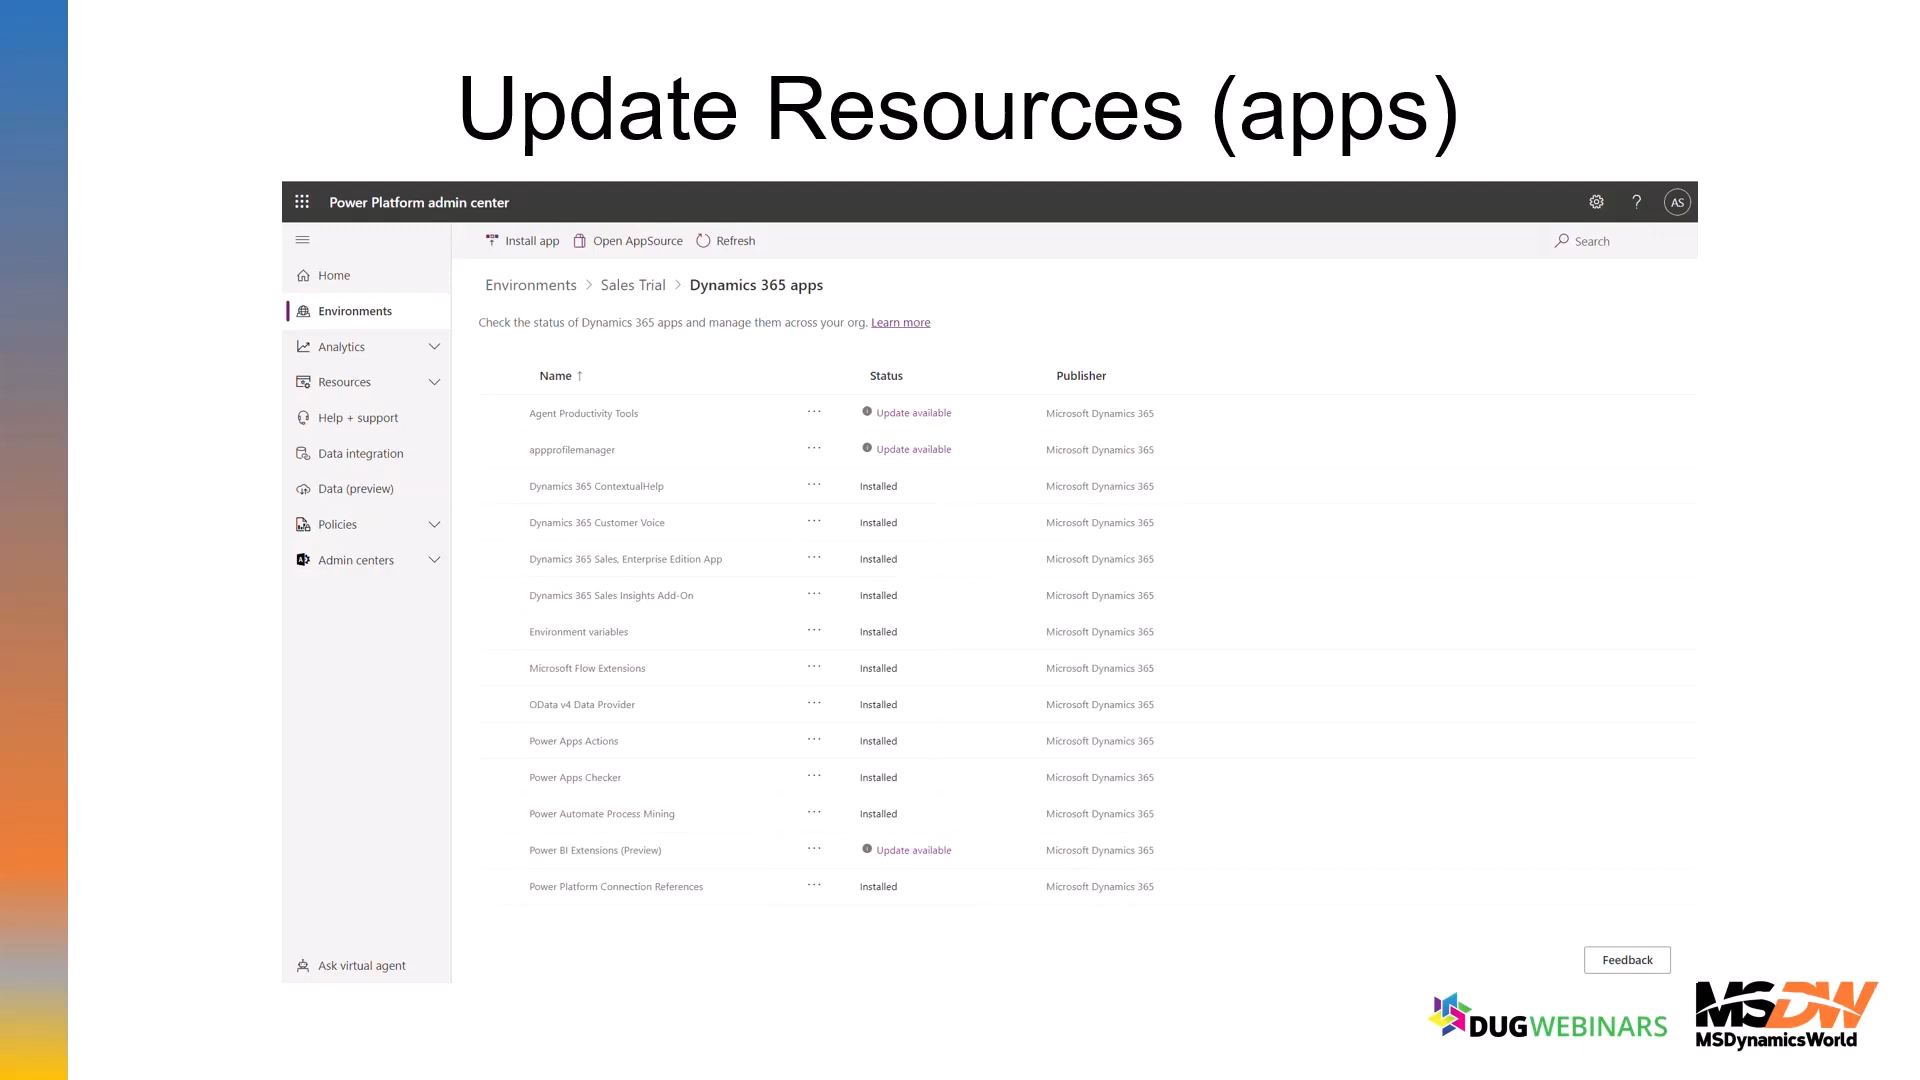 Update Resources (apps)
Power Platform admin center
?
AS
Install app
Open AppSource
Refresh
Search
Home
Environments
Analytics
Resources
Help + support
Data integration
Data (preview)
Policies
Admin centers
Ask virtual agent
Environments > Sales Trial > Dynamics 365 apps
Check the status of Dynamics 365 apps and manage them across your org. Learn more
Name ↑ Status Publisher
Agent Productivity Tools ... Update available Microsoft Dynamics 365
appprofilemanager ... Update available Microsoft Dynamics 365
Dynamics 365 ContextualHelp ... Installed Microsoft Dynamics 365
Dynamics 365 Customer Voice ... Installed Microsoft Dynamics 365
Dynamics 365 Sales, Enterprise Edition App ... Installed Microsoft Dynamics 365
Dynamics 365 Sales Insights Add-On ... Installed Microsoft Dynamics 365
Environment variables ... Installed Microsoft Dynamics 365
Microsoft Flow Extensions ... Installed Microsoft Dynamics 365
OData v4 Data Provider ... Installed Microsoft Dynamics 365
Power Apps Actions ... Installed Microsoft Dynamics 365
Power Apps Checker ... Installed Microsoft Dynamics 365
Power Automate Process Mining ... Installed Microsoft Dynamics 365
Power BI Extensions (Preview) ... Update available Microsoft Dynamics 365
Power Platform Connection References ... Installed Microsoft Dynamics 365
Feedback
DUGWEBINARS
MSDW
MSDynamicsWorld